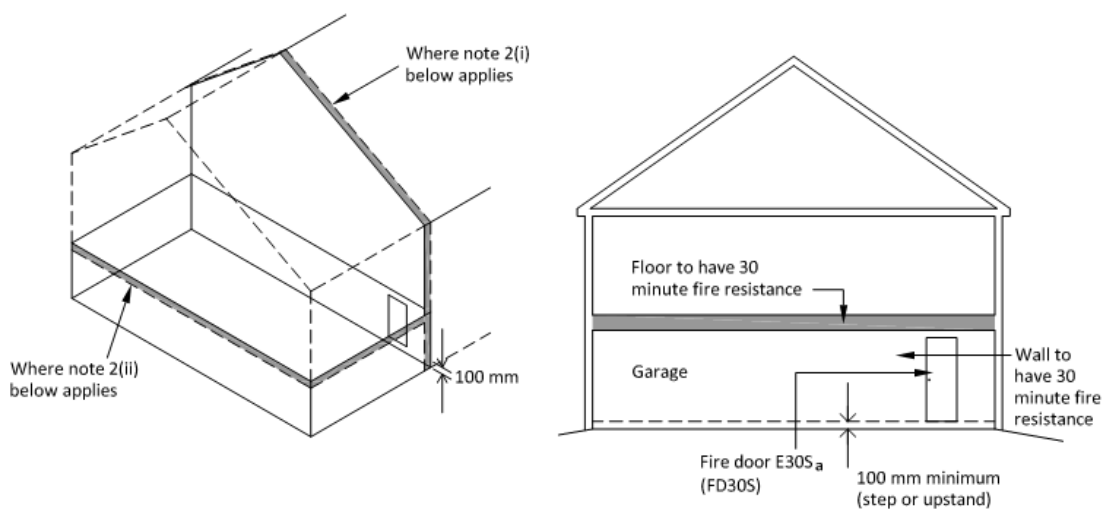 Where note 2(i)
below applies
Where note 2(ii)
below applies
100 mm
Floor to have 30
minute fire resistance
Garage
Wall to
have 30
minute fire
resistance
Fire door E30Sa
(FD30S)
100 mm minimum
(step or upstand)